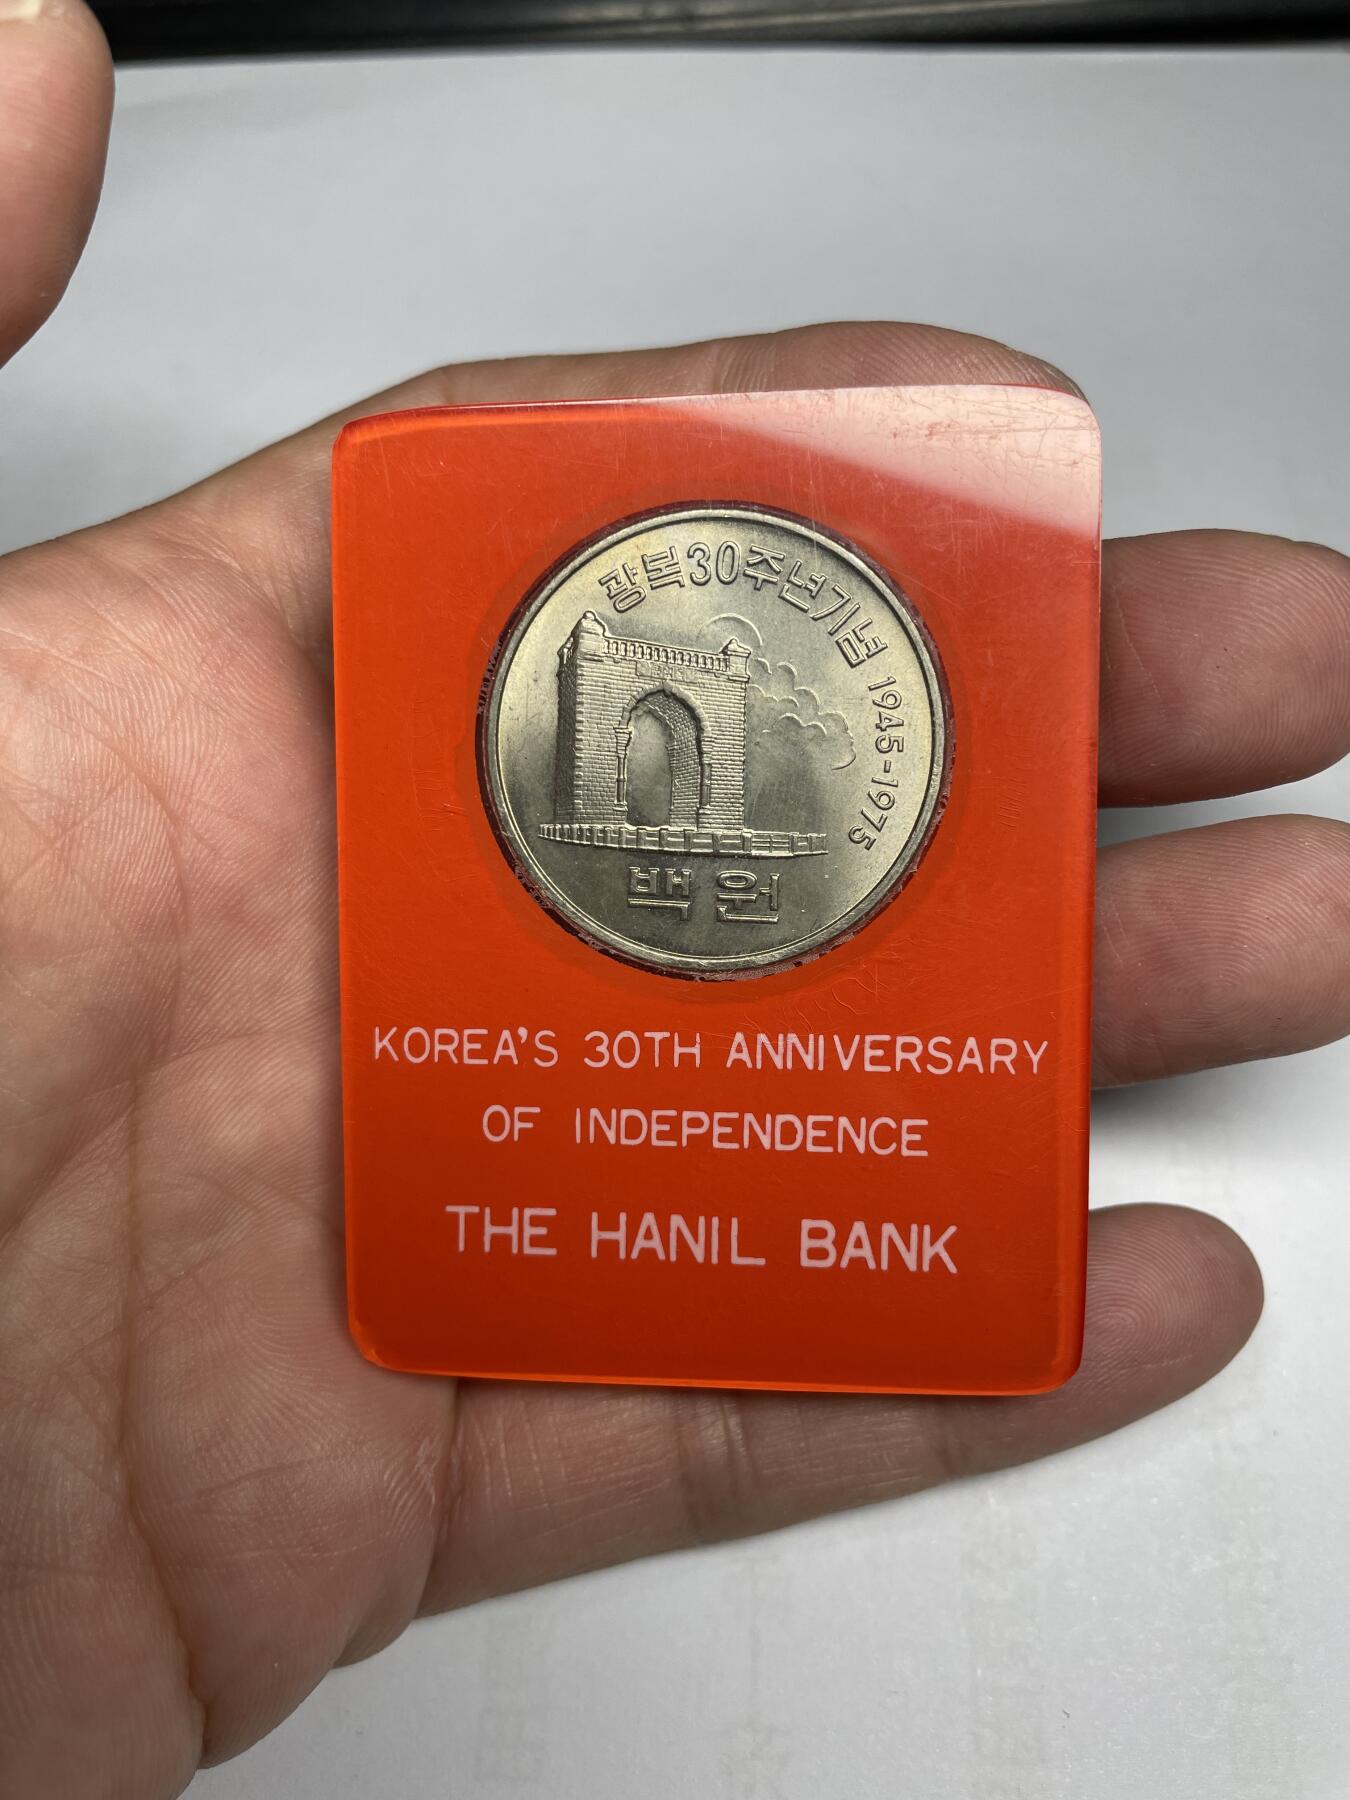 광복30주년기념 1945-1975
백원
KOREA'S 30TH ANNIVERSARY
OF INDEPENDENCE
THE HANIL BANK